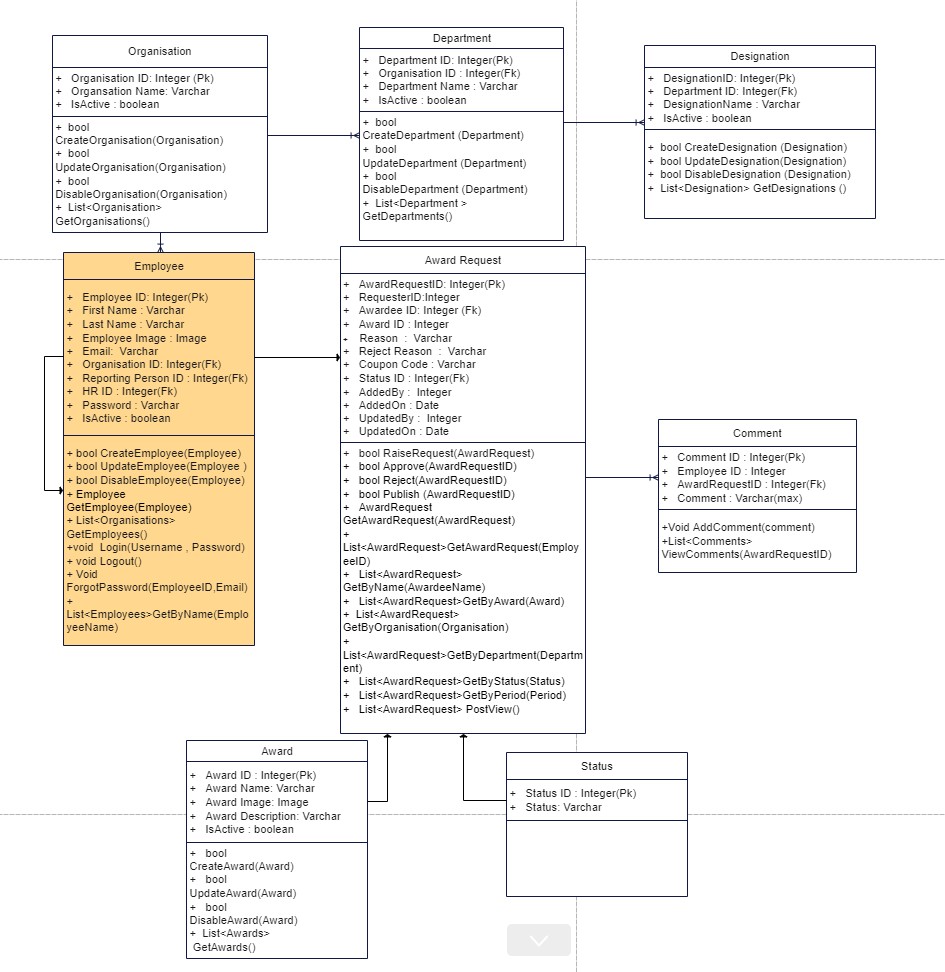 Organisation
+ Organisation ID: Integer (Pk)
+ Organsation Name: Varchar
+ IsActive : boolean
+ bool
CreateOrganisation(Organisation)
+ bool
UpdateOrganisation(Organisation)
+ bool
DisableOrganisation(Organisation)
+ List<Organisation>
GetOrganisations()
Department
+ Department ID: Integer(Pk)
+ Organisation ID : Integer(Fk)
+ Department Name : Varchar
+ IsActive : boolean
+ bool
CreateDepartment (Department)
+ bool
UpdateDepartment (Department)
+ bool
DisableDepartment (Department)
+ List<Department >
GetDepartments()
Designation
+ DesignationID: Integer(Pk)
+ Department ID: Integer(Fk)
+ DesignationName : Varchar
+ IsActive : boolean
+ bool CreateDesignation (Designation)
+ bool UpdateDesignation(Designation)
+ bool DisableDesignation (Designation)
+ List<Designation> GetDesignations ()
Employee
+ Employee ID: Integer(Pk)
+ First Name : Varchar
+ Last Name : Varchar
+ Employee Image : Image
+ Email: Varchar
+ Organisation ID: Integer(Fk)
+ Reporting Person ID : Integer(Fk)
+ HR ID : Integer(Fk)
+ Password : Varchar
+ IsActive : boolean
+ bool CreateEmployee(Employee)
+ bool UpdateEmployee(Employee )
+ bool DisableEmployee(Employee)
+ Employee
GetEmployee(Employee)
+ List<Organisations>
GetEmployees()
+void Login(Username , Password)
+ void Logout()
+ Void
ForgotPassword(EmployeeID,Email)
+
List<Employees>GetByName(Emplo
yeeName)
Award Request
+ AwardRequestID: Integer(Pk)
+ RequesterID:Integer
+ Awardee ID: Integer (Fk)
+ Award ID : Integer
+ Reason : Varchar
+ Reject Reason : Varchar
+ Coupon Code : Varchar
+ Status ID : Integer(Fk)
+ AddedBy : Integer
+ AddedOn : Date
+ UpdatedBy : Integer
+ UpdatedOn : Date
+ bool RaiseRequest(AwardRequest)
+ bool Approve(AwardRequestID)
+ bool Reject(AwardRequestID)
+ bool Publish (AwardRequestID)
+ AwardRequest
GetAwardRequest(AwardRequest)
+
List<AwardRequest>GetAwardRequest(Employ
eeID)
+ List<AwardRequest>
GetByName(AwardeeName)
+ List<AwardRequest>GetByAward(Award)
+ List<AwardRequest>
GetByOrganisation(Organisation)
+
List<AwardRequest>GetByDepartment(Departm
ent)
+ List<AwardRequest>GetByStatus(Status)
+ List<AwardRequest>GetByPeriod(Period)
+ List<AwardRequest> PostView()
Comment
+ Comment ID : Integer(Pk)
+ Employee ID : Integer
+ AwardRequestID : Integer(Fk)
+ Comment : Varchar(max)
+Void AddComment(comment)
+List<Comments>
ViewComments(AwardRequestID)
Award
+ Award ID : Integer(Pk)
+ Award Name: Varchar
+ Award Image: Image
+ Award Description: Varchar
+ IsActive : boolean
+ bool
CreateAward(Award)
+ bool
UpdateAward(Award)
+ bool
DisableAward(Award)
+ List<Awards>
GetAwards()
Status
+ Status ID : Integer(Pk)
+ Status: Varchar